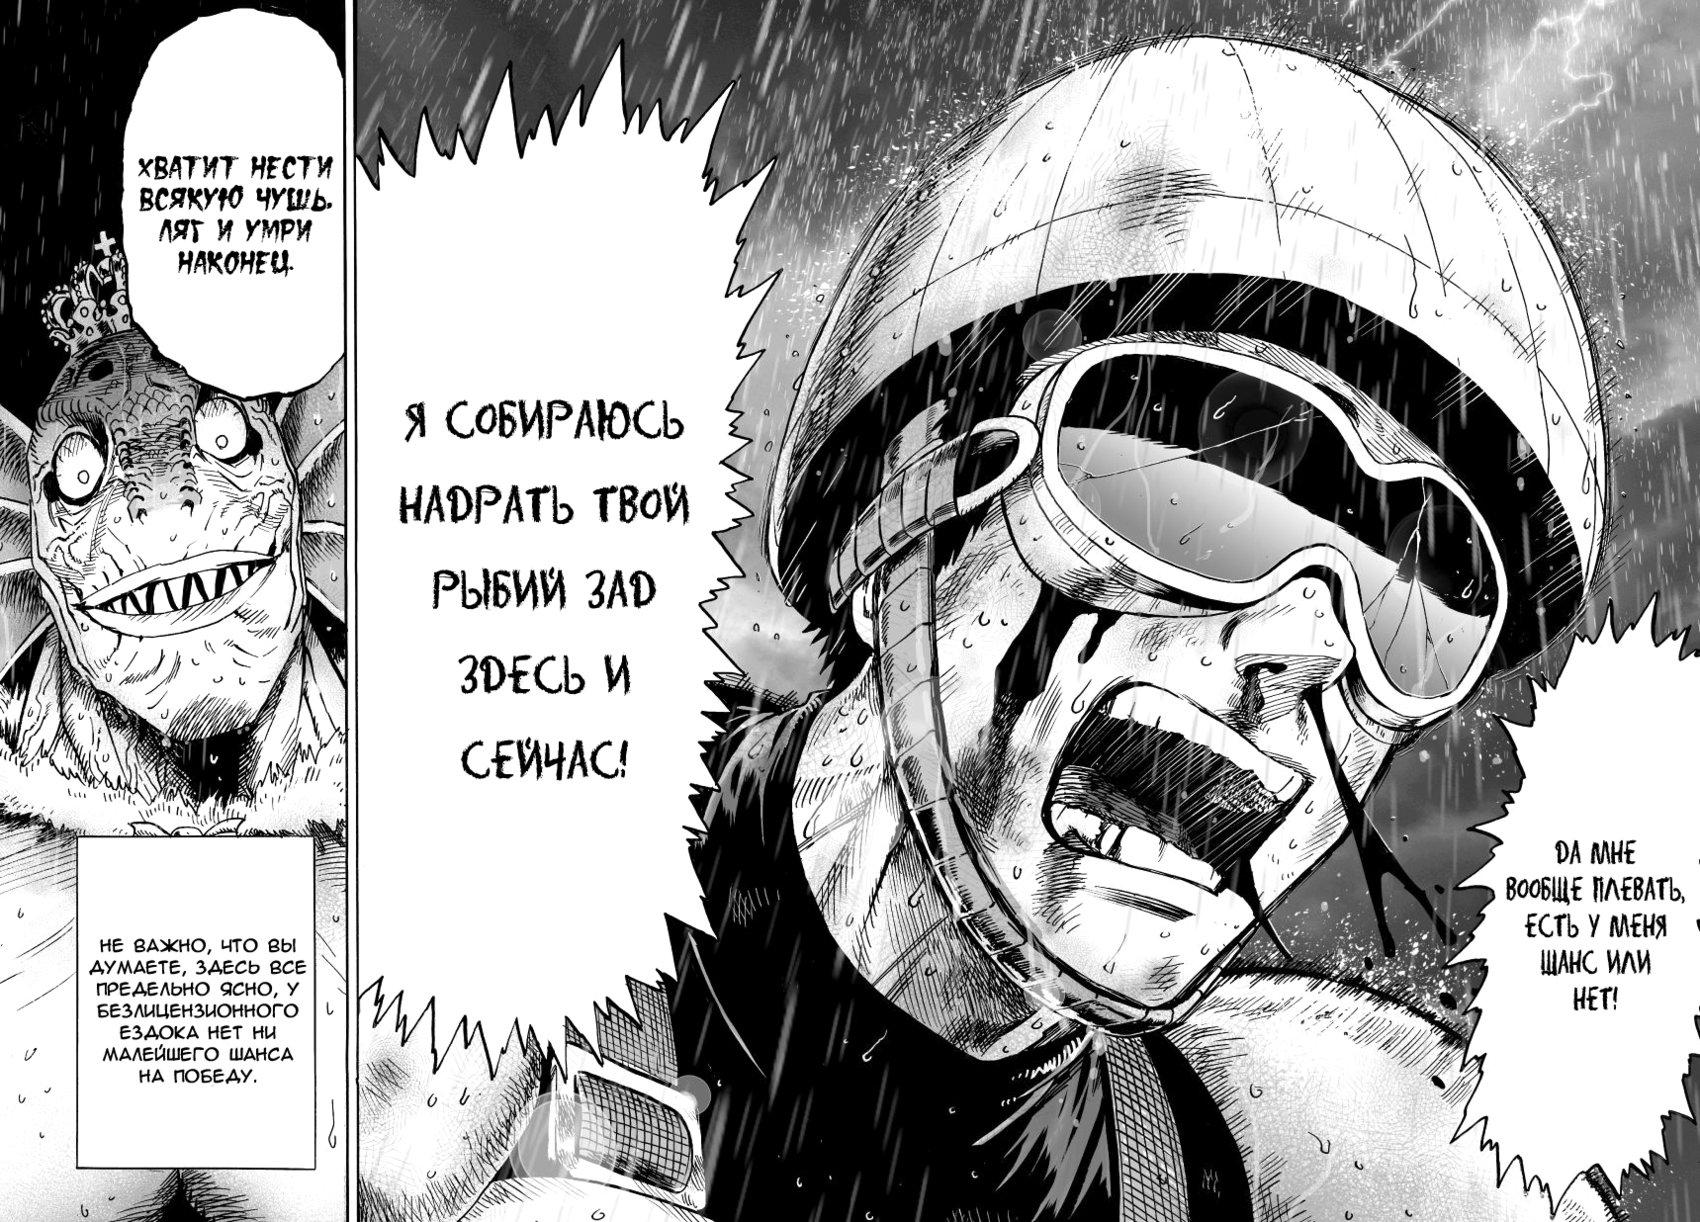 ДА МНЕ
ВООБЩЕ ПЛЕВАТЬ,
ЕСТЬ У МЕНЯ
ШАНС ИЛИ
НЕТ!
Я СОБИРАЮСЬ
НАДРАТЬ ТВОЙ
РЫБИЙ ЗАД
ЗДЕСЬ И
СЕЙЧАС!
ХВАТИТ НЕСТИ
ВСЯКУЮ ЧУШЬ.
ЛЯГ И УМРИ
НАКОНЕЦ.
НЕ ВАЖНО, ЧТО ВЫ
ДУМАЕТЕ, ЗДЕСЬ ВСЕ
ПРЕДЕЛЬНО ЯСНО, У
БЕЗЛИЦЕНЗИОННОГО
ЕЗДОКА НЕТ НИ
МАЛЕЙШЕГО ШАНСА
НА ПОБЕДУ.